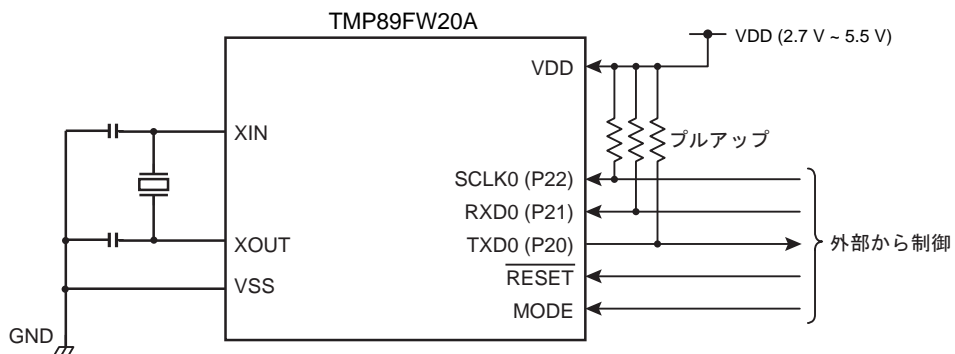 TMP89FW20A
VDD (2.7 V ~ 5.5 V)
VDD
XIN
プルアップ
SCLK0 (P22)
RXD0 (P21)
TXD0 (P20)
外部から制御
XOUT
RESET
VSS
MODE
GND